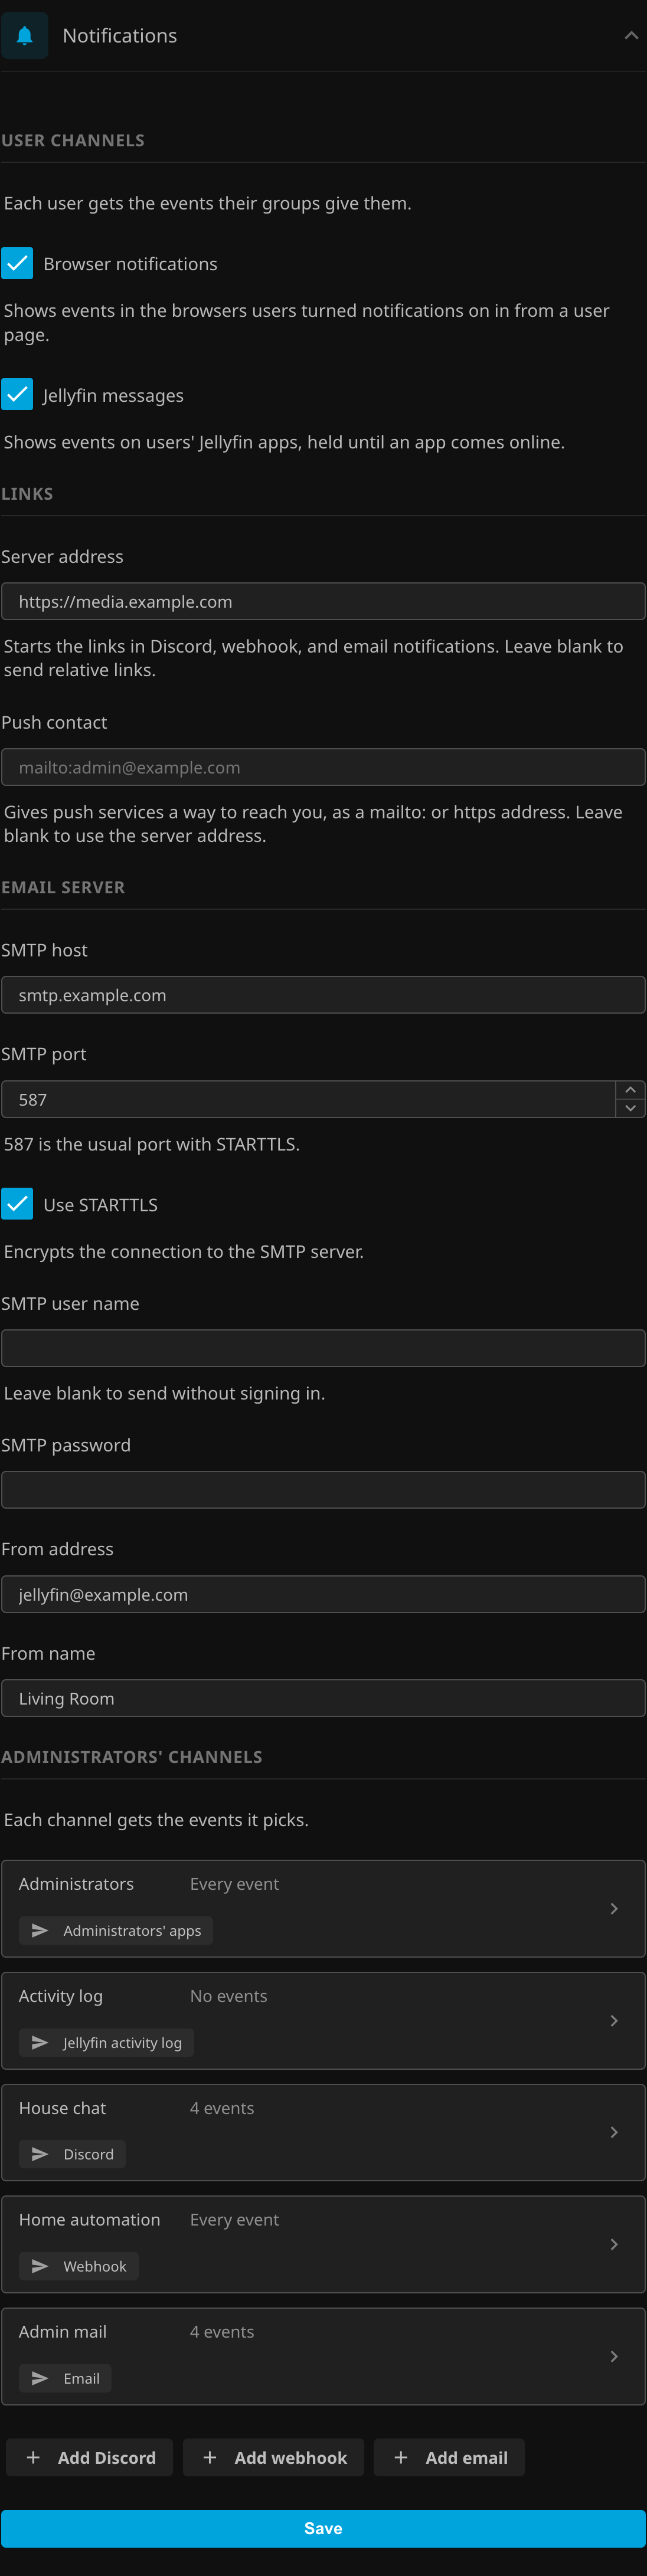 Notifications
USER CHANNELS
Each user gets the events their groups give them.
Browser notifications
Shows events in the browsers users turned notifications on in from a user
page.
Jellyfin messages
Shows events on users' Jellyfin apps, held until an app comes online.
LINKS
Server address
https://media.example.com
Starts the links in Discord, webhook, and email notifications. Leave blank to
send relative links.
Push contact
mailto:admin@example.com
Gives push services a way to reach you, as a mailto: or https address. Leave
blank to use the server address.
EMAIL SERVER
SMTP host
smtp.example.com
SMTP port
587
587 is the usual port with STARTTLS.
Use STARTTLS
Encrypts the connection to the SMTP server.
SMTP user name
Leave blank to send without signing in.
SMTP password
From address
jellyfin@example.com
From name
Living Room
ADMINISTRATORS' CHANNELS
Each channel gets the events it picks.
Administrators Every event
Administrators' apps
Activity log No events
Jellyfin activity log
House chat 4 events
Discord
Home automation Every event
Webhook
Admin mail 4 events
Email
Add Discord Add webhook Add email
Save